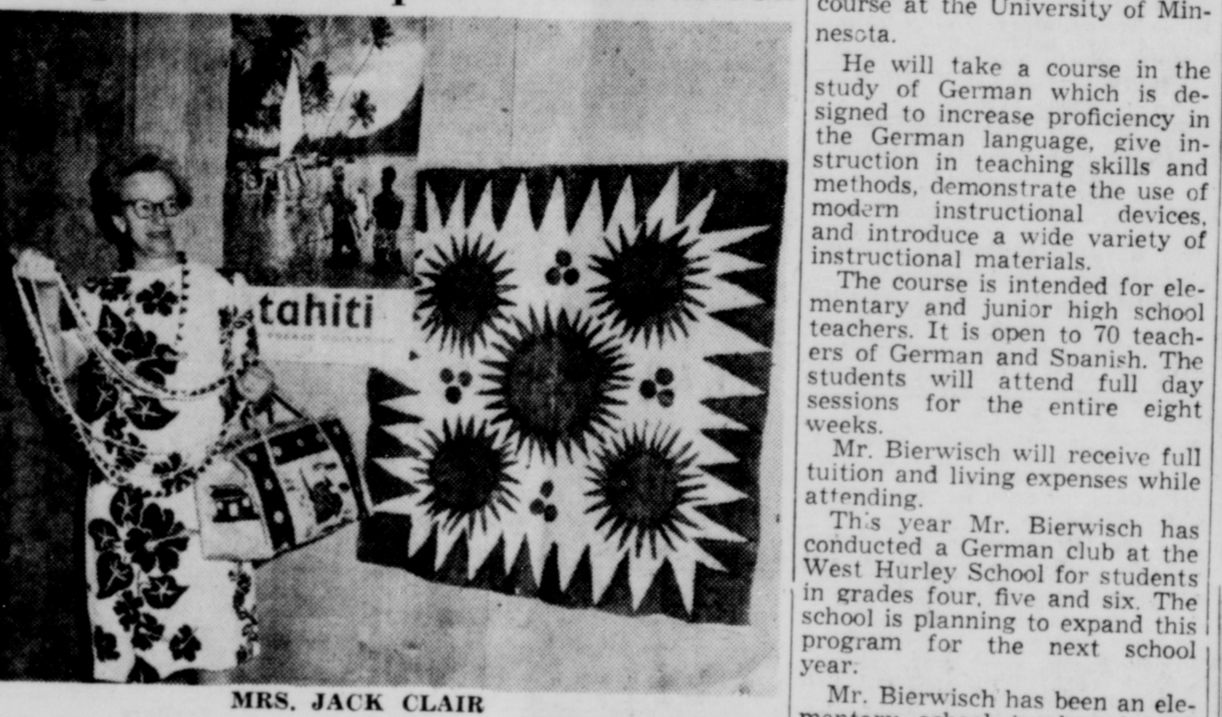 tahiti
MRS. JACK CLAIR
course at the University of Min-
nesota.
He will take a course in the
study of German which is de-
signed to increase proficiency in
the German language, give in-
struction in teaching skills and
methods, demonstrate the use of
modern instructional devices,
and introduce a wide variety of
instructional materials.
The course is intended for ele-
mentary and junior high school
teachers. It is open to 70 teach-
ers of German and Spanish. The
students will attend full day
sessions for the entire eight
weeks.
Mr. Bierwisch will receive full
tuition and living expenses while
attending.
This year Mr. Bierwisch has
conducted a German club at the
West Hurley School for students
in grades four, five and six. The
school is planning to expand this
program for the next school
year.
Mr. Bierwisch has been an ele-